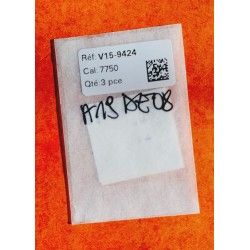 Réf: V15-9424
Cal. 7750
Qté: 3 pce